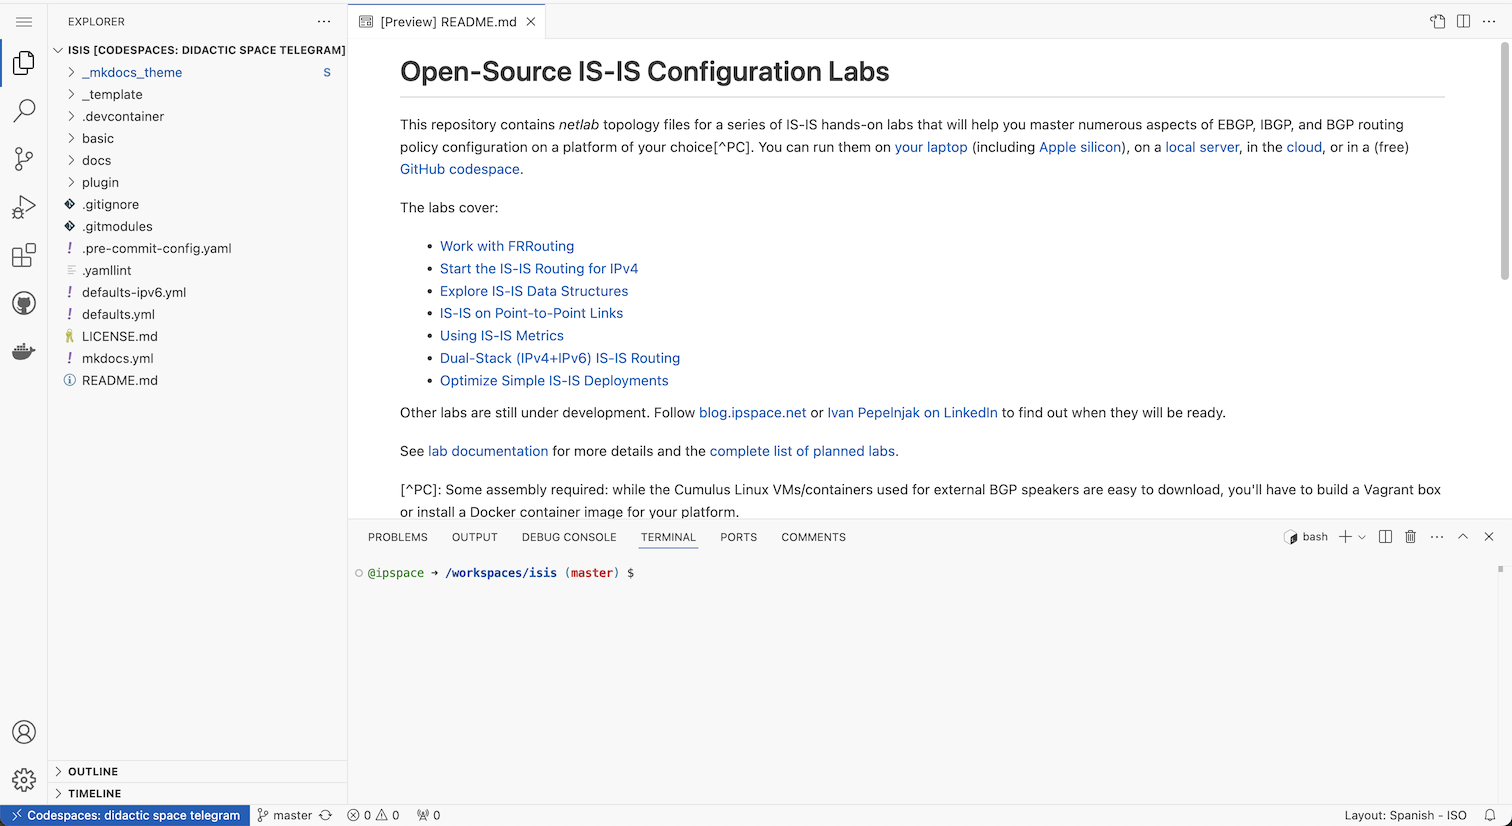 EXPLORER
ISIS [CODESPACES: DIDACTIC SPACE TELEGRAM]
_mkdocs_theme S
_template
.devcontainer
basic
docs
plugin
.gitignore
.gitmodules
.pre-commit-config.yaml
.yamllint
defaults-ipv6.yml
defaults.yml
LICENSE.md
mkdocs.yml
README.md
OUTLINE
TIMELINE
[Preview] README.md
Open-Source IS-IS Configuration Labs
This repository contains netlab topology files for a series of IS-IS hands-on labs that will help you master numerous aspects of EBGP, IBGP, and BGP routing
policy configuration on a platform of your choice[^PC]. You can run them on your laptop (including Apple silicon), on a local server, in the cloud, or in a (free)
GitHub codespace.
The labs cover:
• Work with FRRouting
• Start the IS-IS Routing for IPv4
• Explore IS-IS Data Structures
• IS-IS on Point-to-Point Links
• Using IS-IS Metrics
• Dual-Stack (IPv4+IPv6) IS-IS Routing
• Optimize Simple IS-IS Deployments
Other labs are still under development. Follow blog.ipspace.net or Ivan Pepelnjak on LinkedIn to find out when they will be ready.
See lab documentation for more details and the complete list of planned labs.
[^PC]: Some assembly required: while the Cumulus Linux VMs/containers used for external BGP speakers are easy to download, you'll have to build a Vagrant box
or install a Docker container image for your platform.
PROBLEMS OUTPUT DEBUG CONSOLE TERMINAL PORTS COMMENTS bash
@ipspace → /workspaces/isis (master) $
Codespaces: didactic space telegram master 0 0 0 Layout: Spanish - ISO